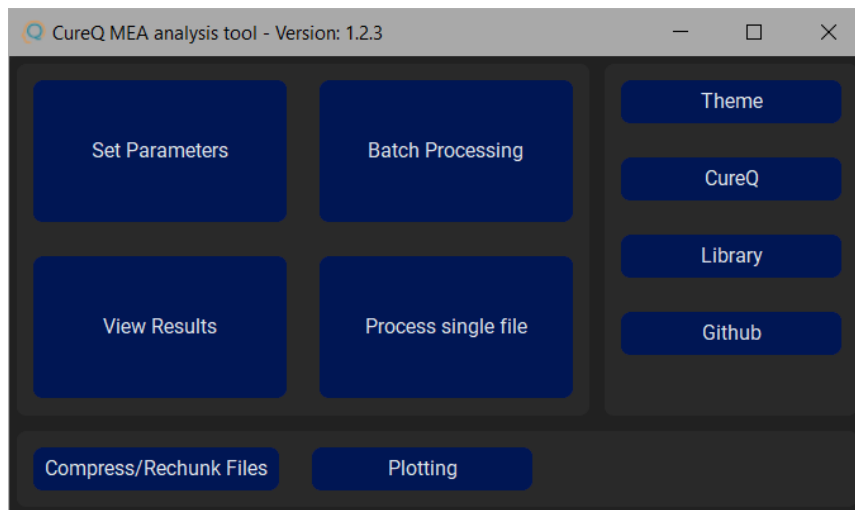 CureQ MEA analysis tool - Version: 1.2.3
Set Parameters
Batch Processing
View Results
Process single file
Theme
CureQ
Library
Github
Compress/Rechunk Files
Plotting